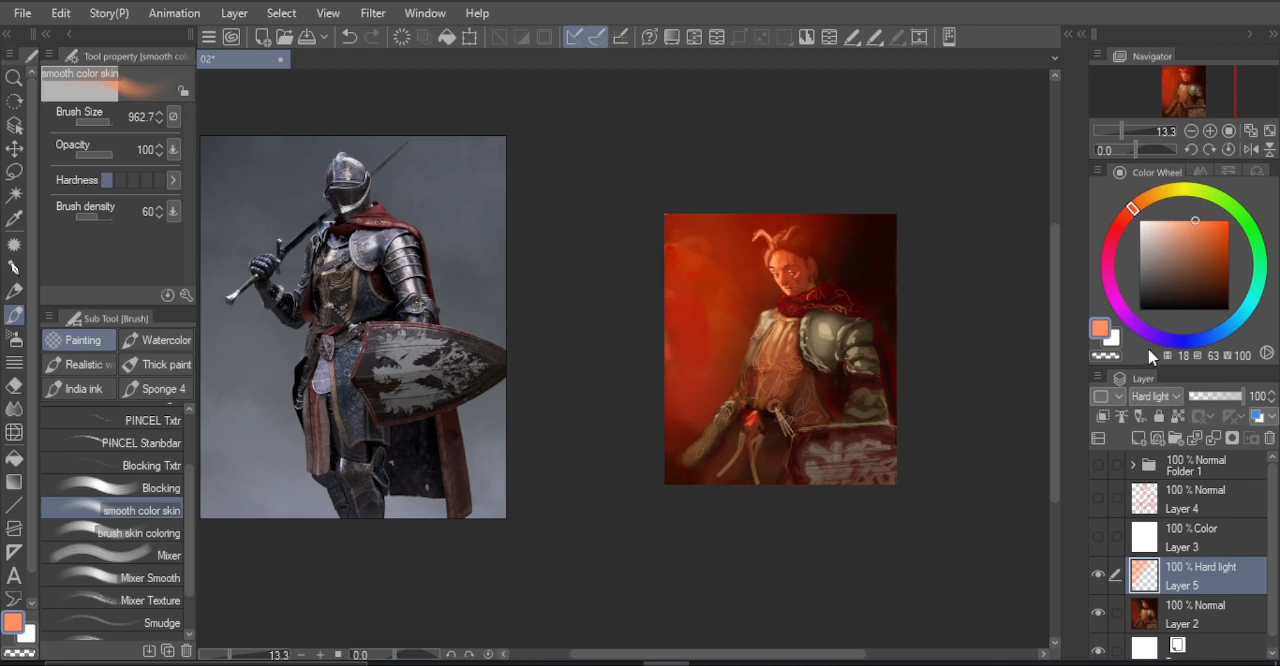 File Edit Story(P) Animation Layer Select View Filter Window Help
Tool property [smooth colo
02*
Navigator
smooth color skin
Brush Size 962.7
Opacity 100
Hardness
Brush density 60
13.3
0.0
Color Wheel
Sub Tool [Brush]
Painting Watercolor
Realistic w Thick paint
India ink Sponge 4
PINCEL Txtr
PINCEL Stanbdar
Blocking Txtr
Blocking
smooth color skin
brush skin coloring
Mixer
Mixer Smooth
Mixer Texture
Smudge
H 18 S 63 V 100
Layer
Hard light 100
100 % Normal
Folder 1
100 % Normal
Layer 4
100 % Color
Layer 3
100 % Hard light
Layer 5
100 % Normal
Layer 2
13.3 0.0